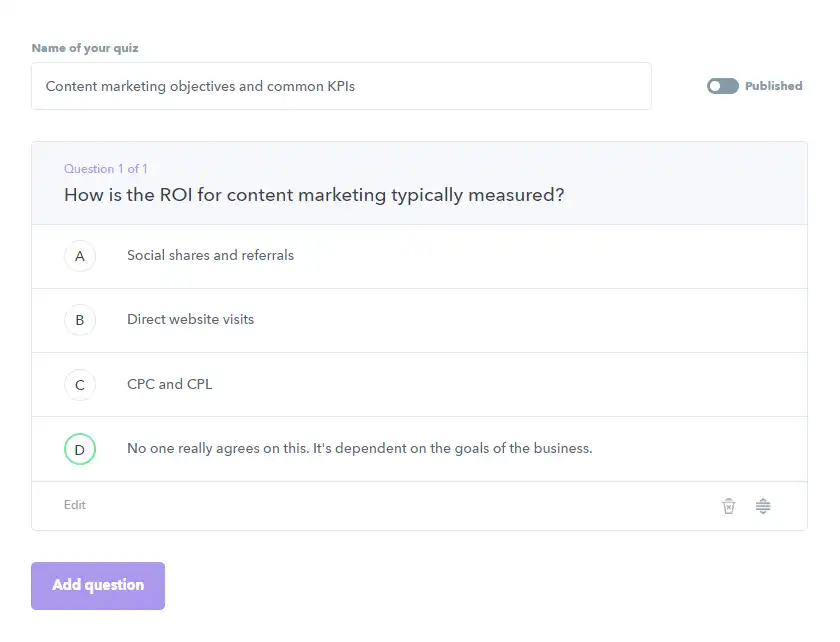 Name of your quiz
Content marketing objectives and common KPIs
Published
Question 1 of 1
How is the ROI for content marketing typically measured?
A Social shares and referrals
B Direct website visits
C CPC and CPL
D No one really agrees on this. It's dependent on the goals of the business.
Edit
Add question